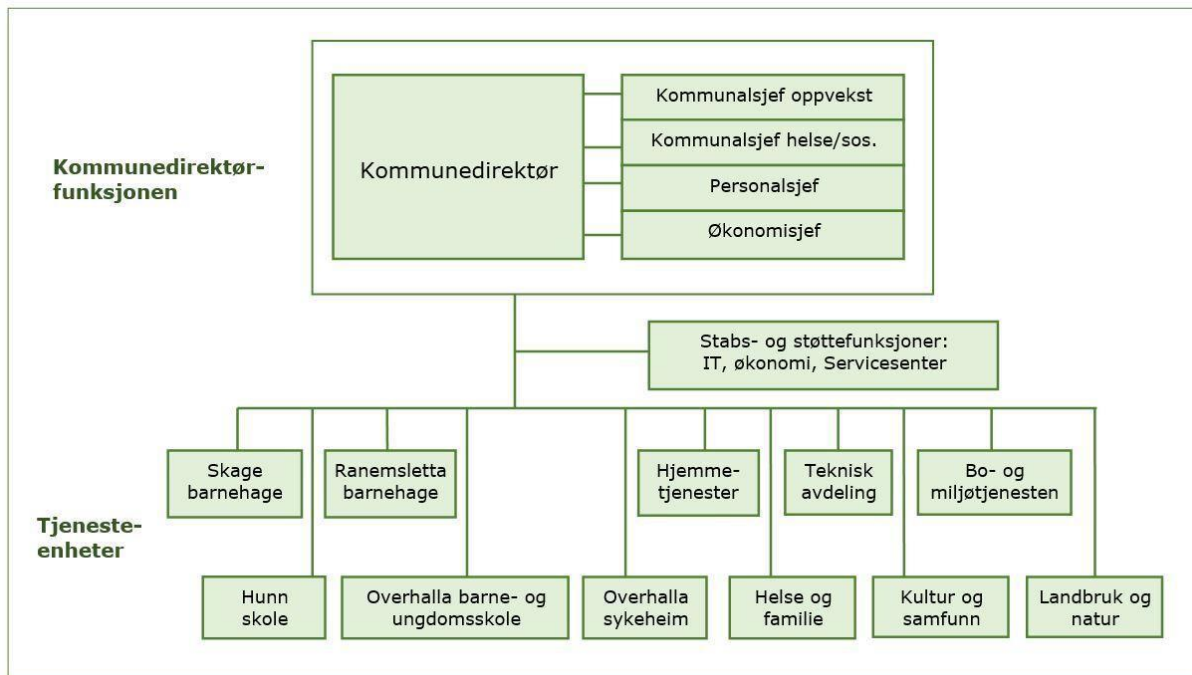 Kommunedirektør-
funksjonen
Kommunedirektør
Kommunalsjef oppvekst
Kommunalsjef helse/sos.
Personalsjef
Økonomisjef
Stabs- og støttefunksjoner:
IT, økonomi, Servicesenter
Tjeneste-
enheter
Skage
barnehage
Ranemsletta
barnehage
Hjemme-
tjenester
Teknisk
avdeling
Bo- og
miljøtjenesten
Hunn
skole
Overhalla barne- og
ungdomsskole
Overhalla
sykeheim
Helse og
familie
Kultur og
samfunn
Landbruk og
natur